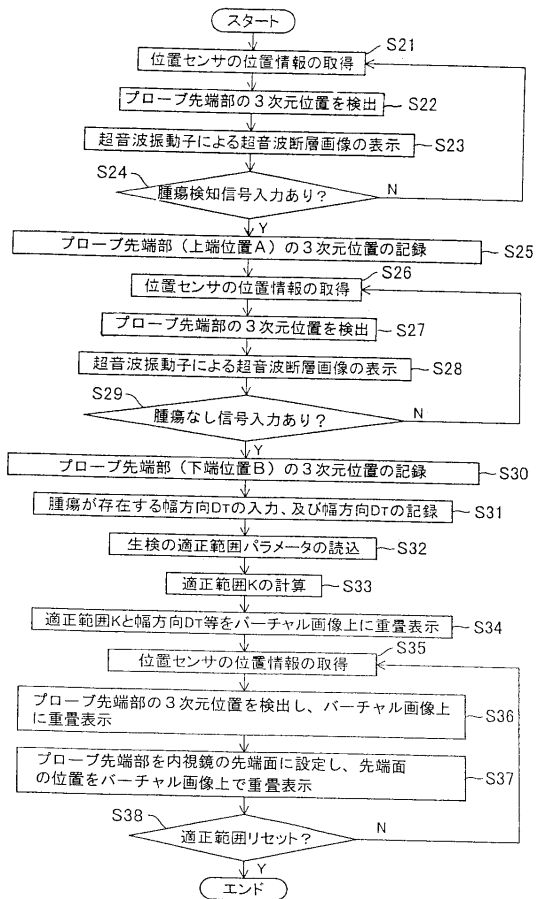 スタート
位置センサの位置情報の取得
S21
プローブ先端部の3次元位置を検出
S22
超音波振動子による超音波断層画像の表示
S23
S24
腫瘍検知信号入力あり?
N
Y
プローブ先端部(上端位置A)の3次元位置の記録
S25
位置センサの位置情報の取得
S26
プローブ先端部の3次元位置を検出
S27
超音波振動子による超音波断層画像の表示
S28
S29
腫瘍なし信号入力あり?
N
Y
プローブ先端部(下端位置B)の3次元位置の記録
S30
腫瘍が存在する幅方向DTの入力、及び幅方向DTの記録
S31
生検の適正範囲パラメータの読込
S32
適正範囲Kの計算
S33
適正範囲Kと幅方向DT等をバーチャル画像上に重畳表示
S34
位置センサの位置情報の取得
S35
プローブ先端部の3次元位置を検出し、バーチャル画像上
に重畳表示
S36
プローブ先端部を内視鏡の先端面に設定し、先端面
の位置をバーチャル画像上で重畳表示
S37
S38
適正範囲リセット?
N
Y
エンド